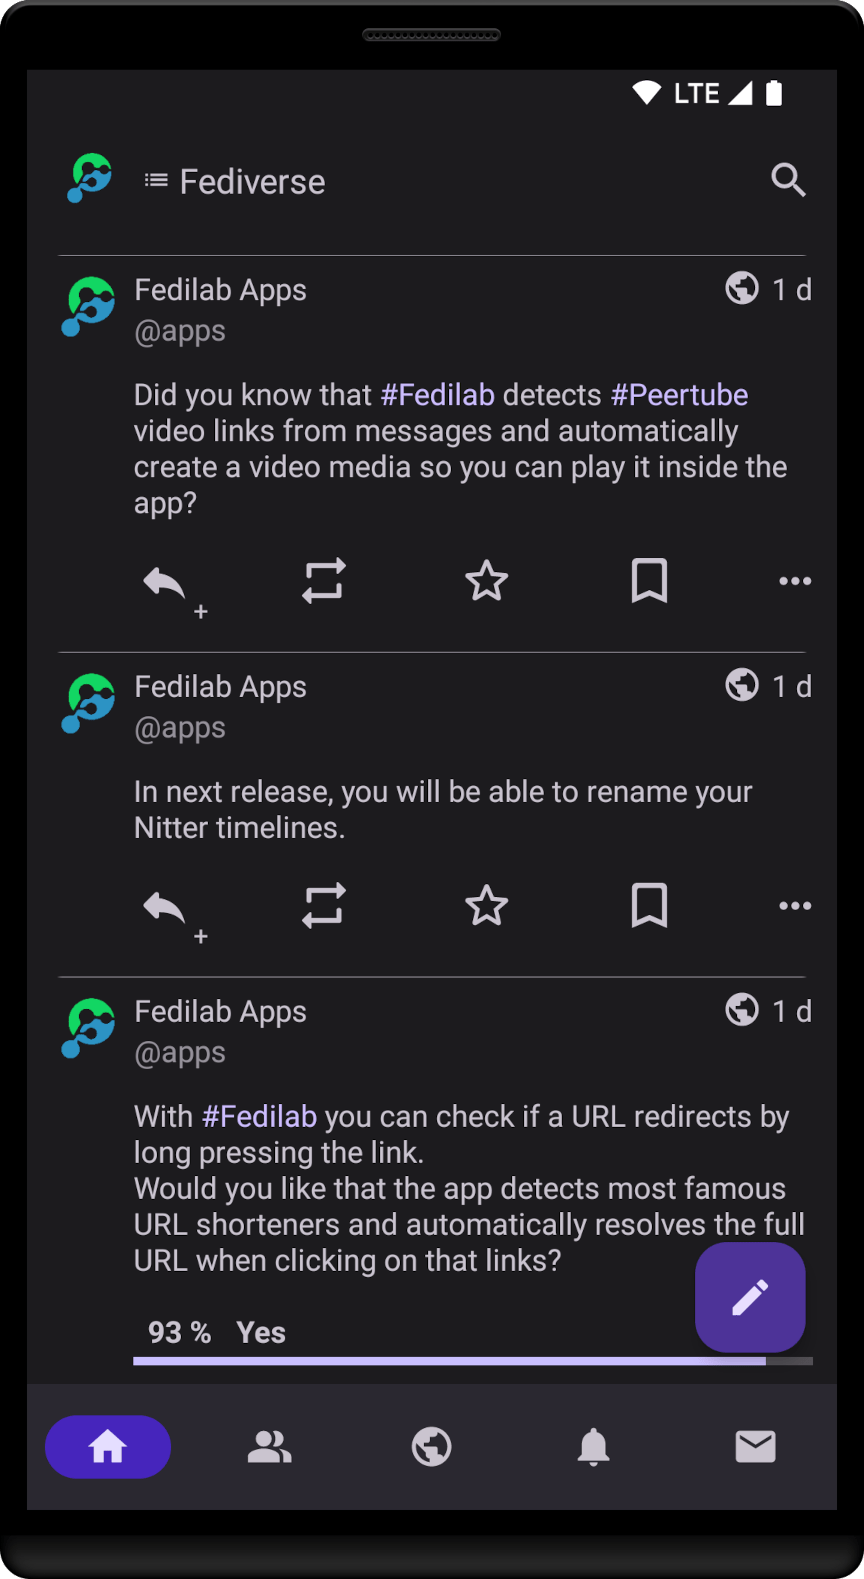 LTE
Fediverse
Fedilab Apps
1 d
@apps
Did you know that #Fedilab detects #Peertube
video links from messages and automatically
create a video media so you can play it inside the
app?
Fedilab Apps
1 d
@apps
In next release, you will be able to rename your
Nitter timelines.
Fedilab Apps
1 d
@apps
With #Fedilab you can check if a URL redirects by
long pressing the link.
Would you like that the app detects most famous
URL shorteners and automatically resolves the full
URL when clicking on that links?
93 % Yes